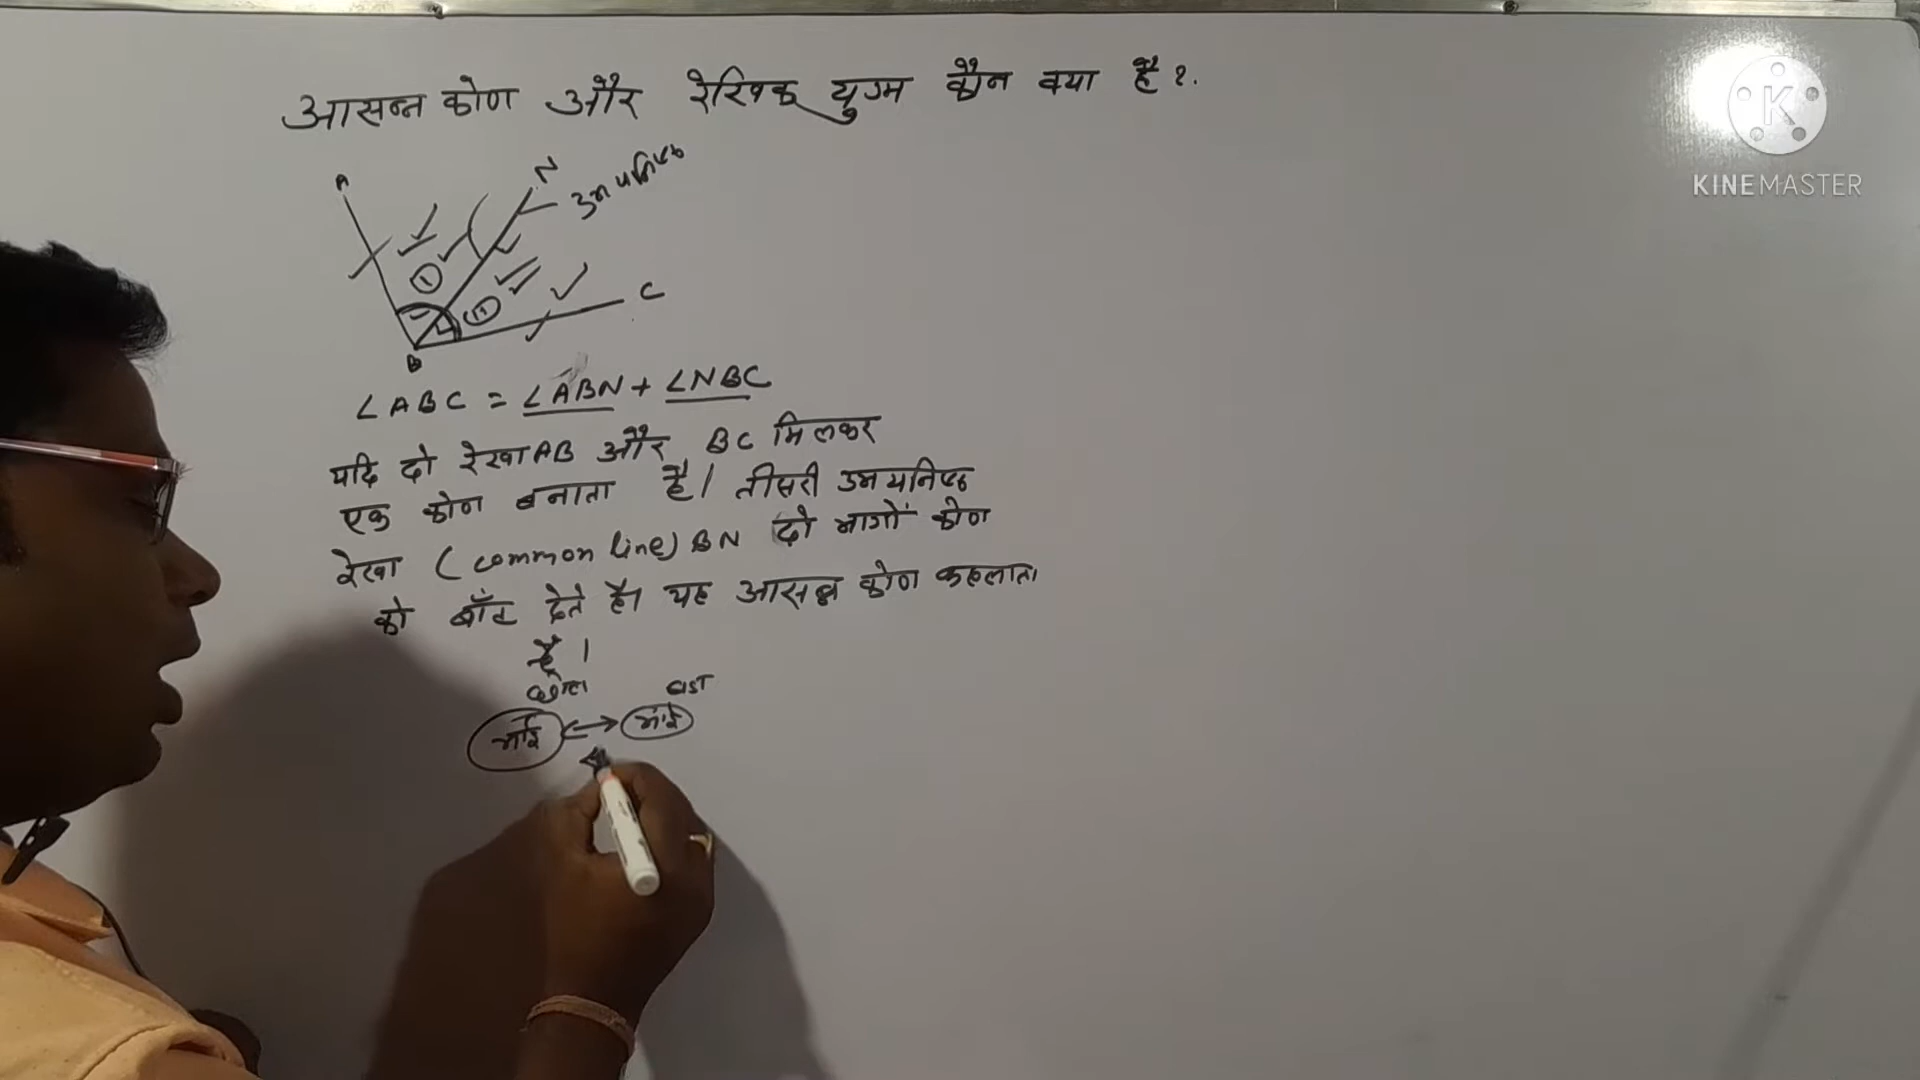 आसन्न कोण और रैखिक युग्म कौन क्या है?
KINEMASTER
A
N
उभयनिष्ठ
I
II
C
B
∠ABC = ∠ABN + ∠NBC
यदि दो रेखा AB और BC मिलकर
एक कोण बनाता है। तीसरी उभयनिष्ठ
रेखा (common line) BN दो भागों कोण
को बाँट देते है। यह आसन्न कोण कहलाता
है।
भाई भाई